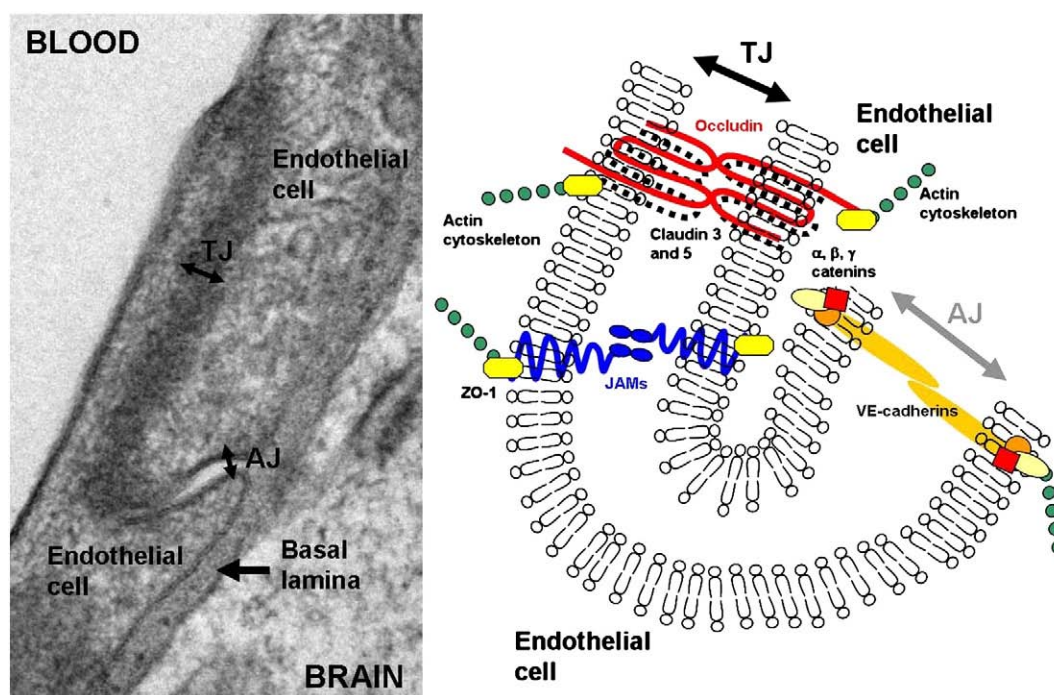 BLOOD
Endothelial
cell
TJ
AJ
Endothelial
cell
Basal
lamina
BRAIN
TJ
Endothelial
cell
Occludin
Actin
cytoskeleton
Actin
cytoskeleton
Claudin 3
and 5
α, β, γ
catenins
AJ
ZO-1
JAMs
VE-cadherins
Endothelial
cell